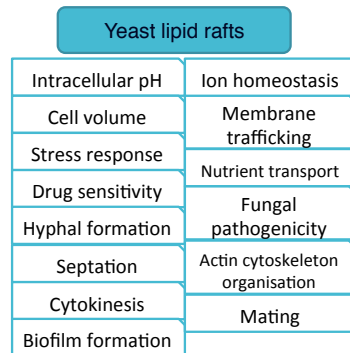 Yeast lipid rafts
Intracellular pH
Cell volume
Stress response
Drug sensitivity
Hyphal formation
Septation
Cytokinesis
Biofilm formation
Ion homeostasis
Membrane
trafficking
Nutrient transport
Fungal
pathogenicity
Actin cytoskeleton
organisation
Mating